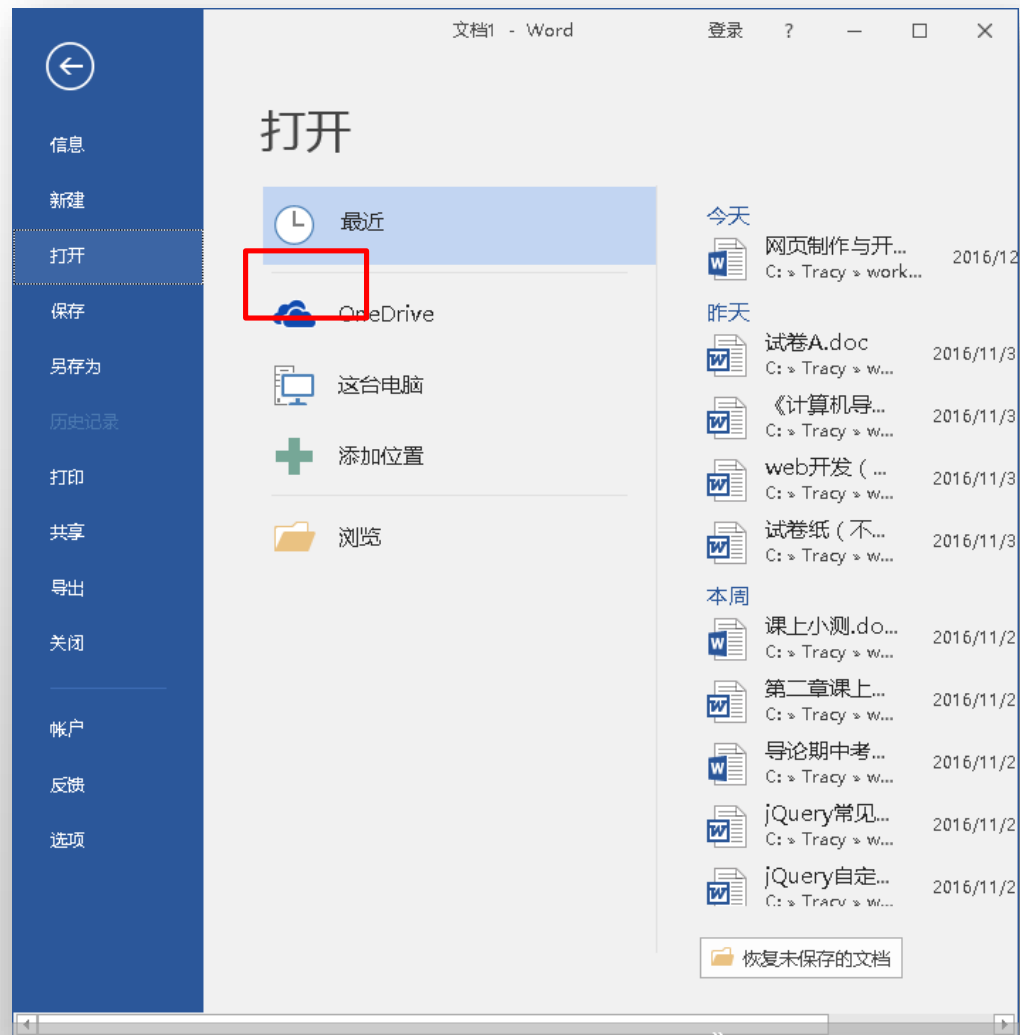 文档1 - Word
登录 ?
信息
新建
打开
保存
另存为
历史记录
打印
共享
导出
关闭
帐户
反馈
选项
打开
最近
OneDrive
这台电脑
添加位置
浏览
今天
网页制作与开... 2016/12
C: » Tracy » work...
昨天
试卷A.doc 2016/11/3
C: » Tracy » w...
《计算机导... 2016/11/3
C: » Tracy » w...
web开发（... 2016/11/3
C: » Tracy » w...
试卷纸（不... 2016/11/3
C: » Tracy » w...
本周
课上小测.do... 2016/11/2
C: » Tracy » w...
第二章课上... 2016/11/2
C: » Tracy » w...
导论期中考... 2016/11/2
C: » Tracy » w...
jQuery常见... 2016/11/2
C: » Tracy » w...
jQuery自定... 2016/11/2
C: » Tracy » w...
恢复未保存的文档